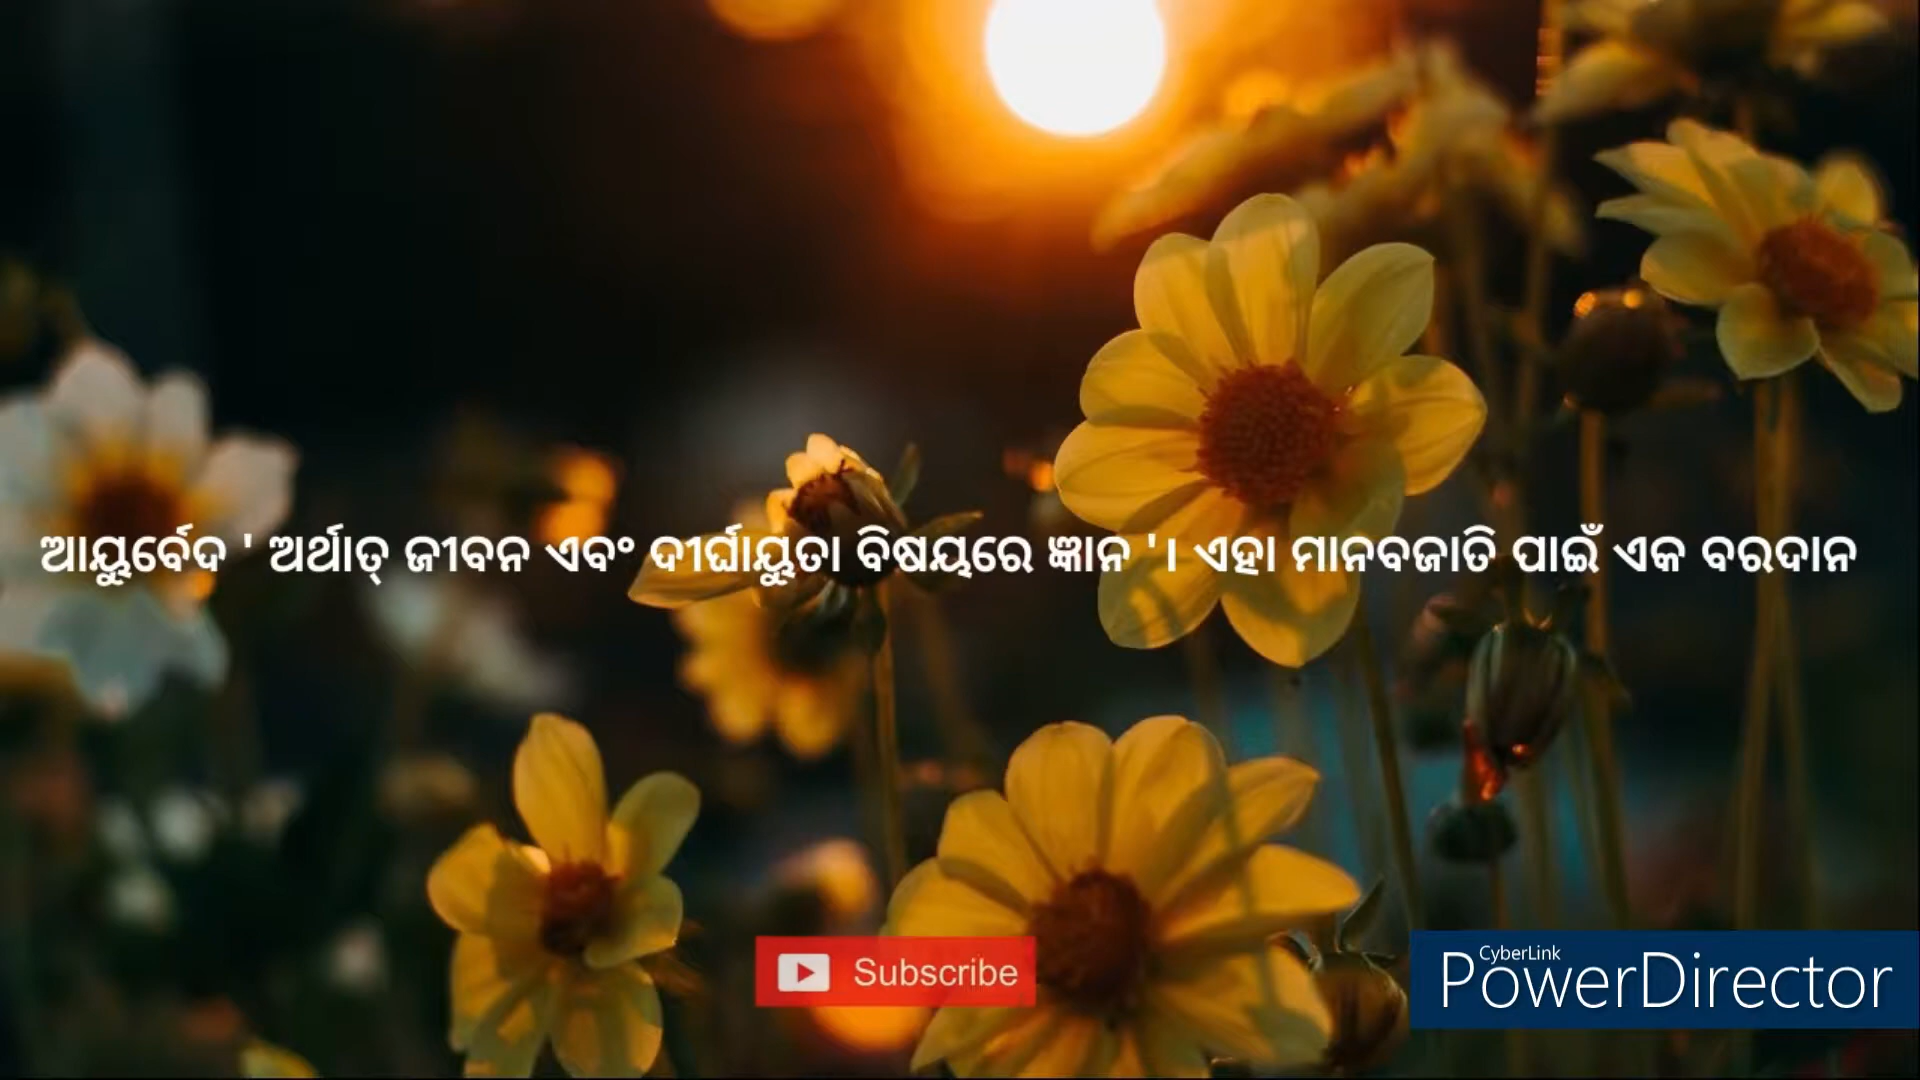 ଆୟୁର୍ବେଦ ' ଅର୍ଥାତ୍ ଜୀବନ ଏବଂ ଦୀର୍ଘାୟୁତା ବିଷୟରେ ଜ୍ଞାନ '। ଏହା ମାନବଜାତି ପାଇଁ ଏକ ବରଦାନ
Subscribe
CyberLink
PowerDirector